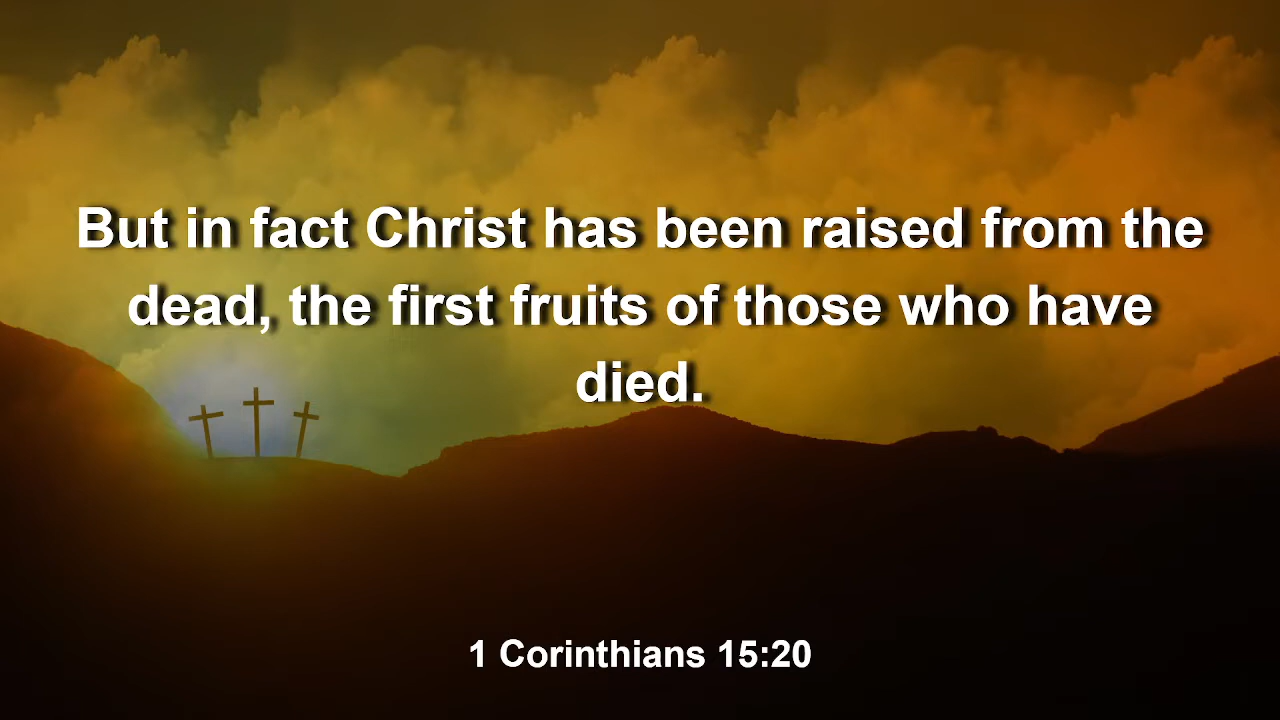 But in fact Christ has been raised from the
dead, the first fruits of those who have
died.
1 Corinthians 15:20